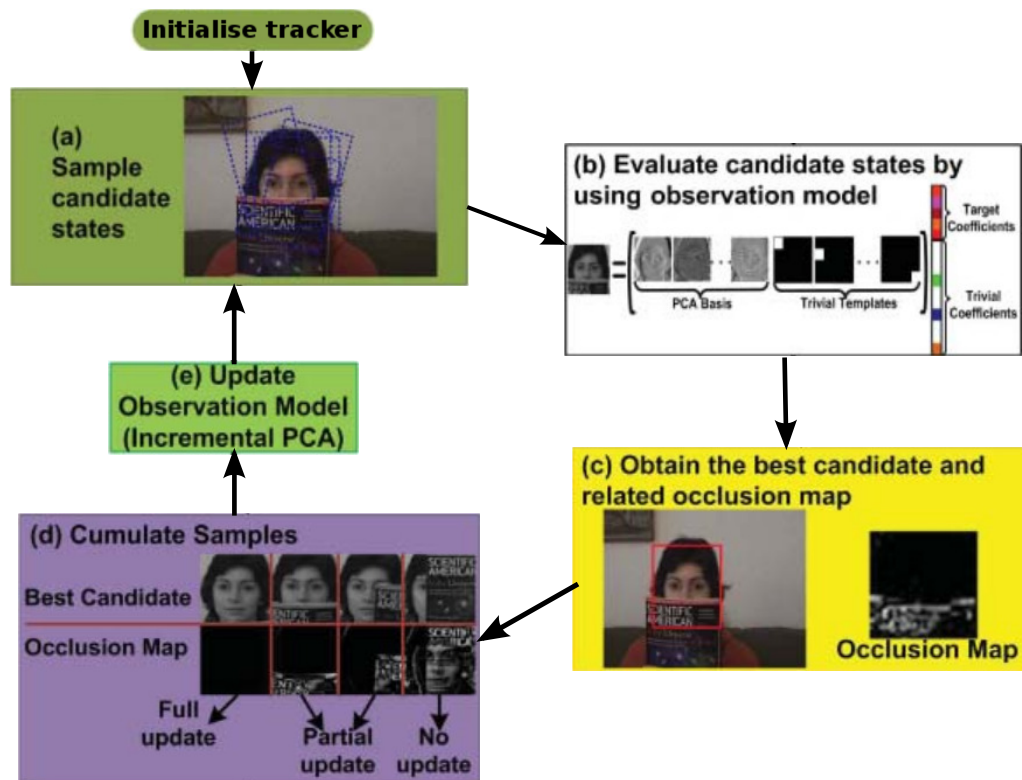 Initialise tracker
(a)
Sample
candidate
states
SCIENTIFIC
AMERICAN
(b) Evaluate candidate states by
using observation model
Target
Coefficients
=
PCA Basis
Trivial Templates
Trivial
Coefficients
(c) Obtain the best candidate and
related occlusion map
SCIENTIFIC
AMERICAN
Occlusion Map
(e) Update
Observation Model
(Incremental PCA)
(d) Cumulate Samples
Best Candidate
SCIENTIFIC
AMERICAN
Occlusion Map
Full
update
Partial
update
No
update